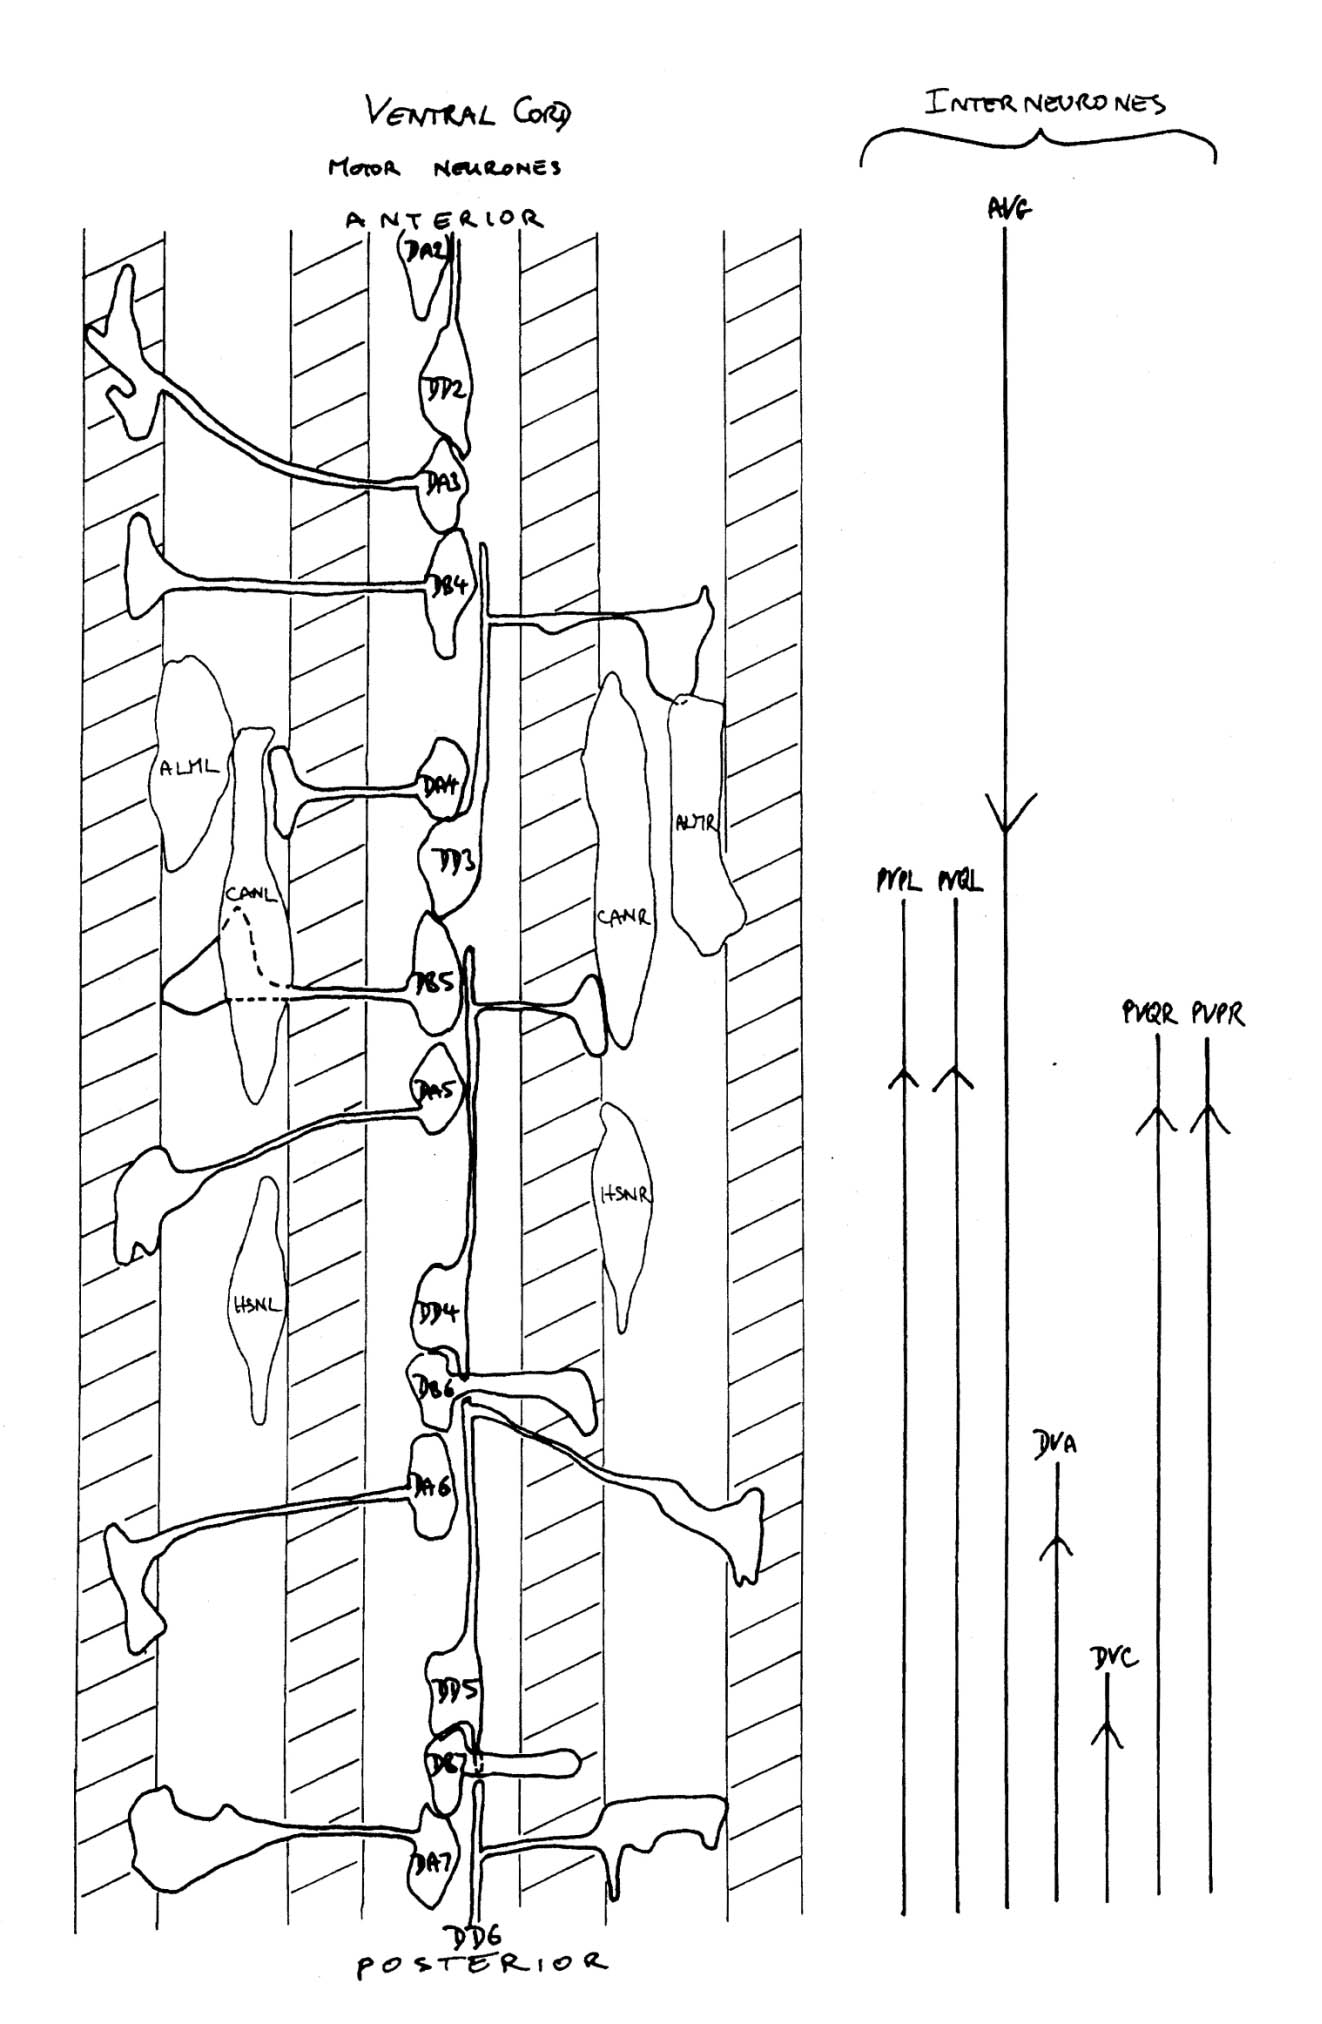 VENTRAL CORD
MOTOR NEURONES
ANTERIOR
INTERNEURONES
AVG
DA2
DD2
DA3
DB4
ALML
DA4
ALMR
DD3
CANL
CANR
PVPL PVQL
DB5
PVQR PVPR
DA5
HSNR
HSNL
DD4
DB6
DVA
DA6
DVC
DD5
DB7
DA7
DD6
POSTERIOR